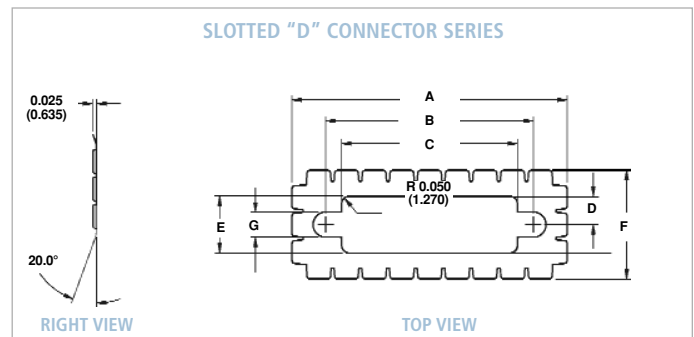 SLOTTED “D” CONNECTOR SERIES
0.025
(0.635)
20.0°
RIGHT VIEW
A
B
C
R 0.050
(1.270)
D
E
G
F
TOP VIEW